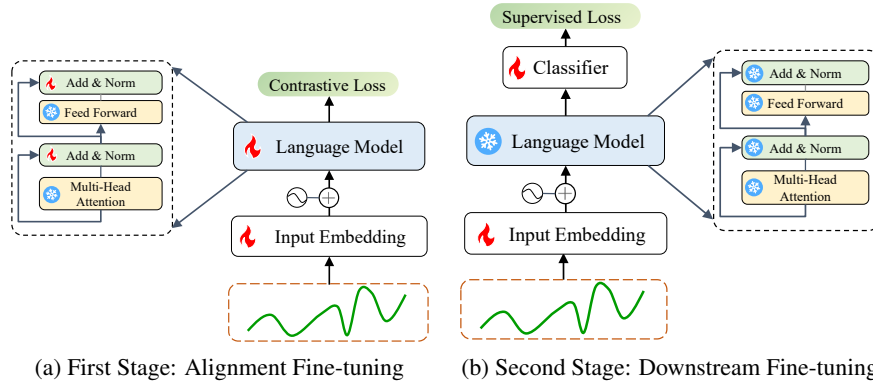 Contrastive Loss
Language Model
Input Embedding
Add & Norm
Feed Forward
Add & Norm
Multi-Head
Attention
(a) First Stage: Alignment Fine-tuning
Supervised Loss
Classifier
Language Model
Input Embedding
Add & Norm
Feed Forward
Add & Norm
Multi-Head
Attention
(b) Second Stage: Downstream Fine-tuning